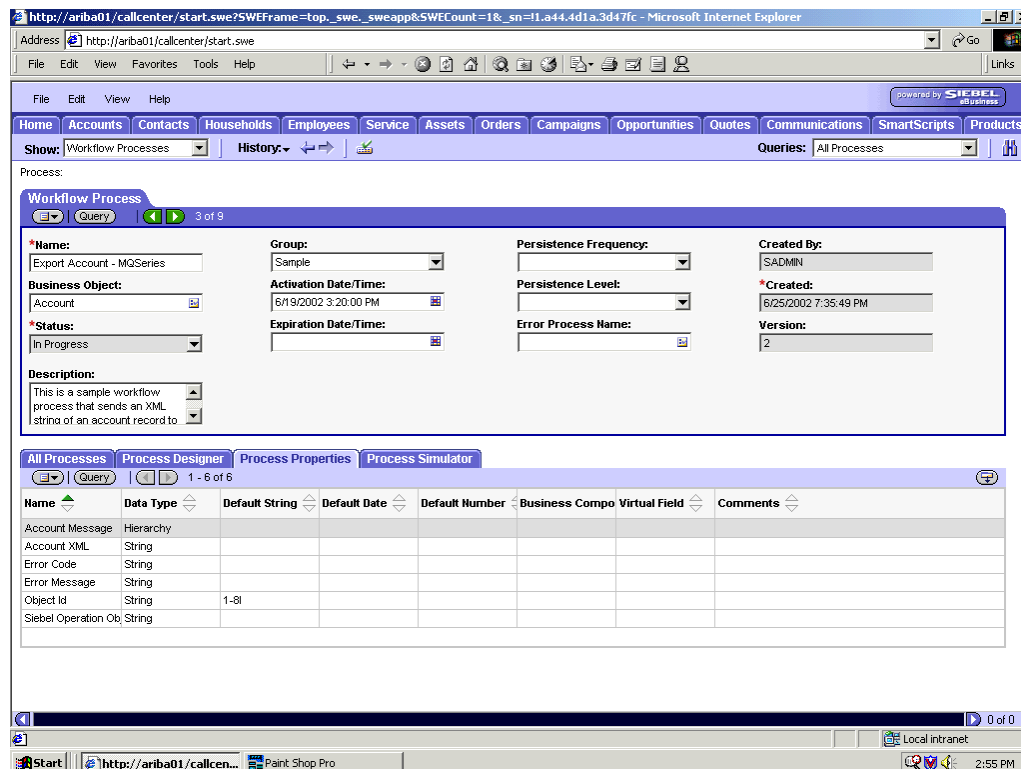 http://ariba01/callcenter/start.swe?SWEFrame=top._swe._sweapp&SWECount=1&_sn=!1.a44.4d1a.3d47fc - Microsoft Internet Explorer
Address http://ariba01/callcenter/start.swe Go
File Edit View Favorites Tools Help Links
File Edit View Help powered by SIEBEL eBusiness
Home Accounts Contacts Households Employees Service Assets Orders Campaigns Opportunities Quotes Communications SmartScripts Products
Show: Workflow Processes History: Queries: All Processes
Process:
Workflow Process
Query 3 of 9
*Name: Group: Persistence Frequency: Created By:
Export Account - MQSeries Sample SADMIN
Business Object: Activation Date/Time: Persistence Level: *Created:
Account 6/19/2002 3:20:00 PM 6/25/2002 7:35:49 PM
*Status: Expiration Date/Time: Error Process Name: Version:
In Progress 2
Description:
This is a sample workflow
process that sends an XML
string of an account record to
All Processes Process Designer Process Properties Process Simulator
Query 1 - 6 of 6
Name Data Type Default String Default Date Default Number Business Compo Virtual Field Comments
Account Message Hierarchy
Account XML String
Error Code String
Error Message String
Object Id String 1-8I
Siebel Operation Ob String
0 of 0
Local intranet
Start http://ariba01/callcen... Paint Shop Pro 2:55 PM